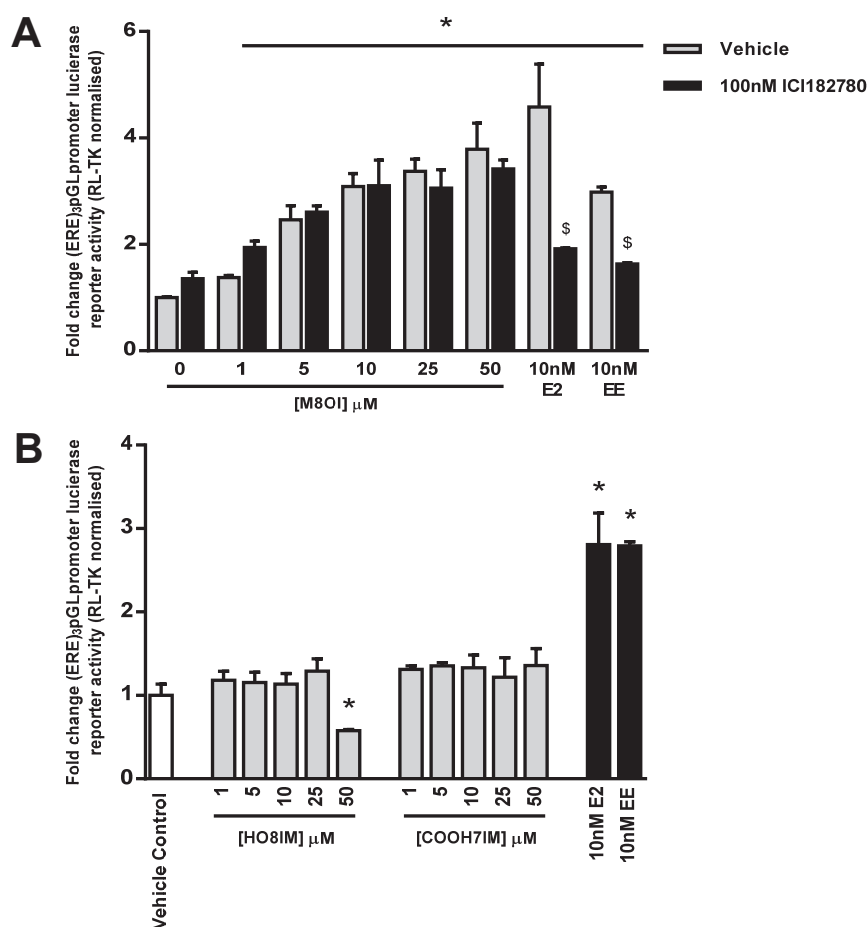 A
*
Vehicle
100nM ICI182780
Fold change (ERE)₃pGLpromoter lucierase
reporter activity (RL-TK normalised)
6
4
2
0
$
$
0 1 5 10 25 50 10nM 10nM
E2 EE
[M8OI] µM
B
Fold change (ERE)₃pGLpromoter lucierase
reporter activity (RL-TK normalised)
4
3
2
1
0
*
*
*
Vehicle Control
1 5 10 25 50
[HO8IM] µM
1 5 10 25 50
[COOH7IM] µM
10nM E2
10nM EE